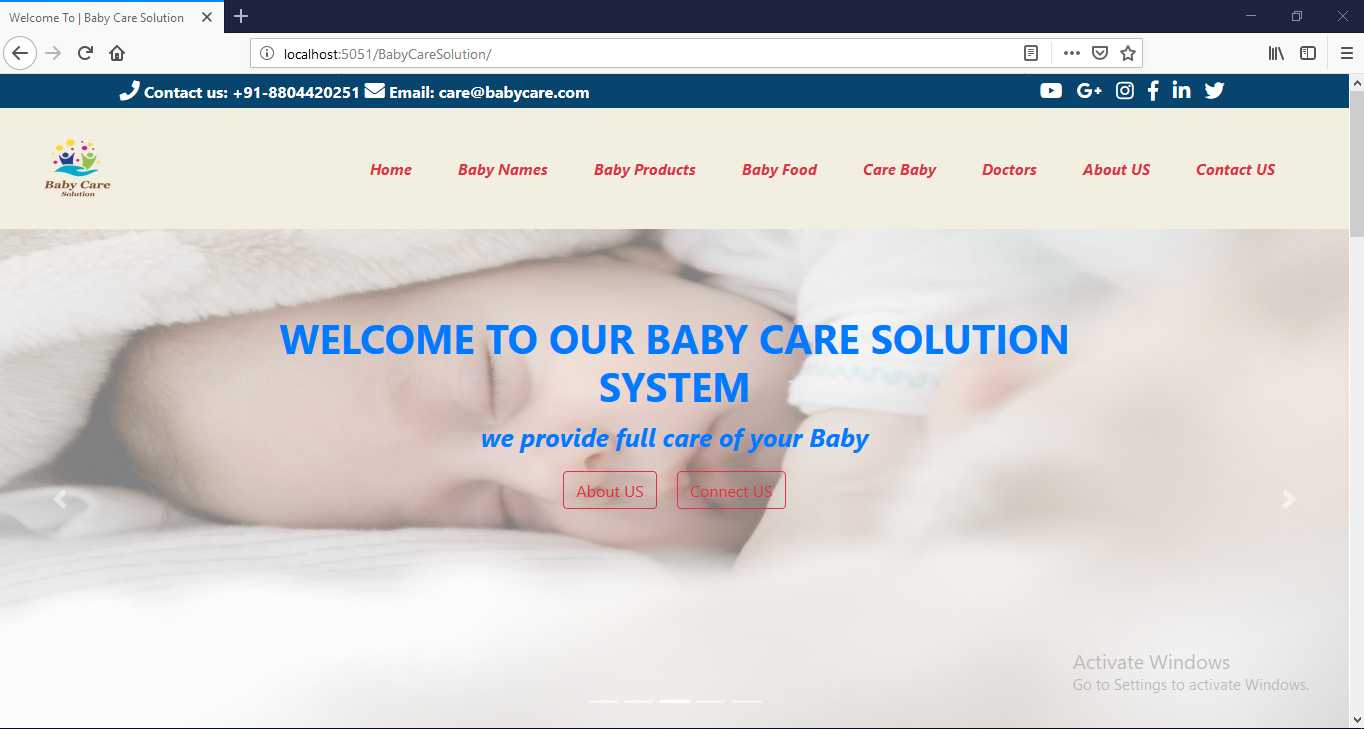 Welcome To | Baby Care Solution
localhost:5051/BabyCareSolution/
Contact us: +91-8804420251 Email: care@babycare.com
Baby Care
Solution
Home Baby Names Baby Products Baby Food Care Baby Doctors About US Contact US
WELCOME TO OUR BABY CARE SOLUTION
SYSTEM
we provide full care of your Baby
About US Connect US
Activate Windows
Go to Settings to activate Windows.